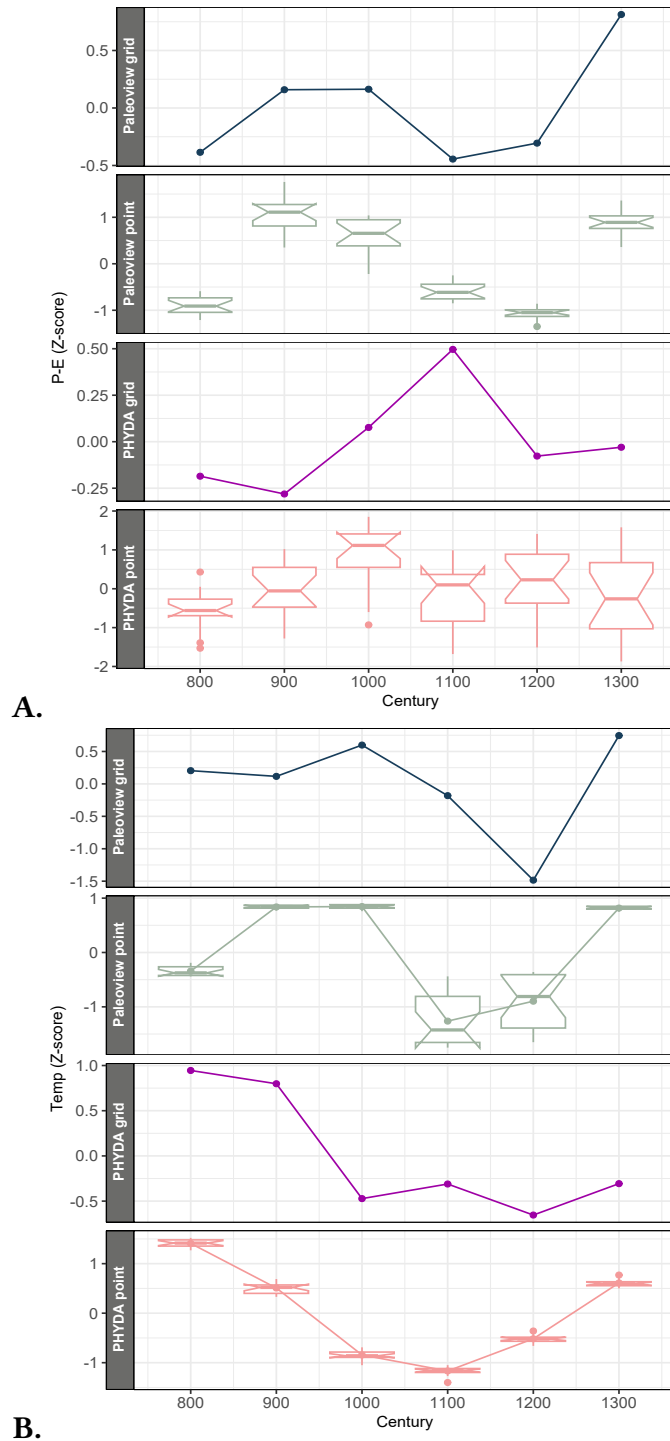 P-E (Z-score)
Paleoview grid
0.5
0.0
-0.5
Paleoview point
1
0
-1
PHYDA grid
0.50
0.25
0.00
-0.25
PHYDA point
2
1
0
-1
-2
800 900 1000 1100 1200 1300
Century
A.
Temp (Z-score)
Paleoview grid
0.5
0.0
-0.5
-1.0
-1.5
Paleoview point
1
0
-1
PHYDA grid
1.0
0.5
0.0
-0.5
PHYDA point
1
0
-1
800 900 1000 1100 1200 1300
Century
B.